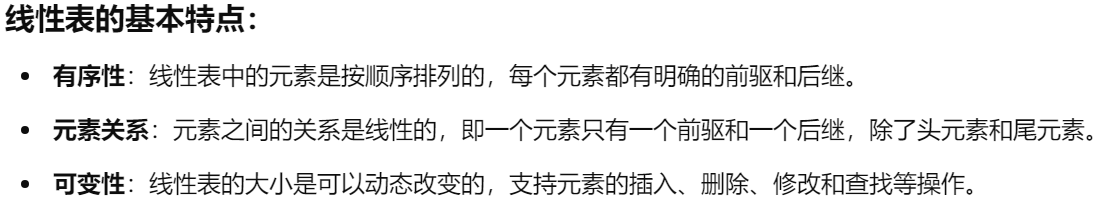 线性表的基本特点：
• 有序性：线性表中的元素是按顺序排列的，每个元素都有明确的前驱和后继。
• 元素关系：元素之间的关系是线性的，即一个元素只有一个前驱和一个后继，除了头元素和尾元素。
• 可变性：线性表的大小是可以动态改变的，支持元素的插入、删除、修改和查找等操作。